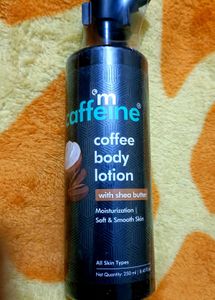 m
caffeine
coffee
body
lotion
with shea butter
Moisturization |
Soft & Smooth Skin
All Skin Types
Net Quantity: 250 ml |